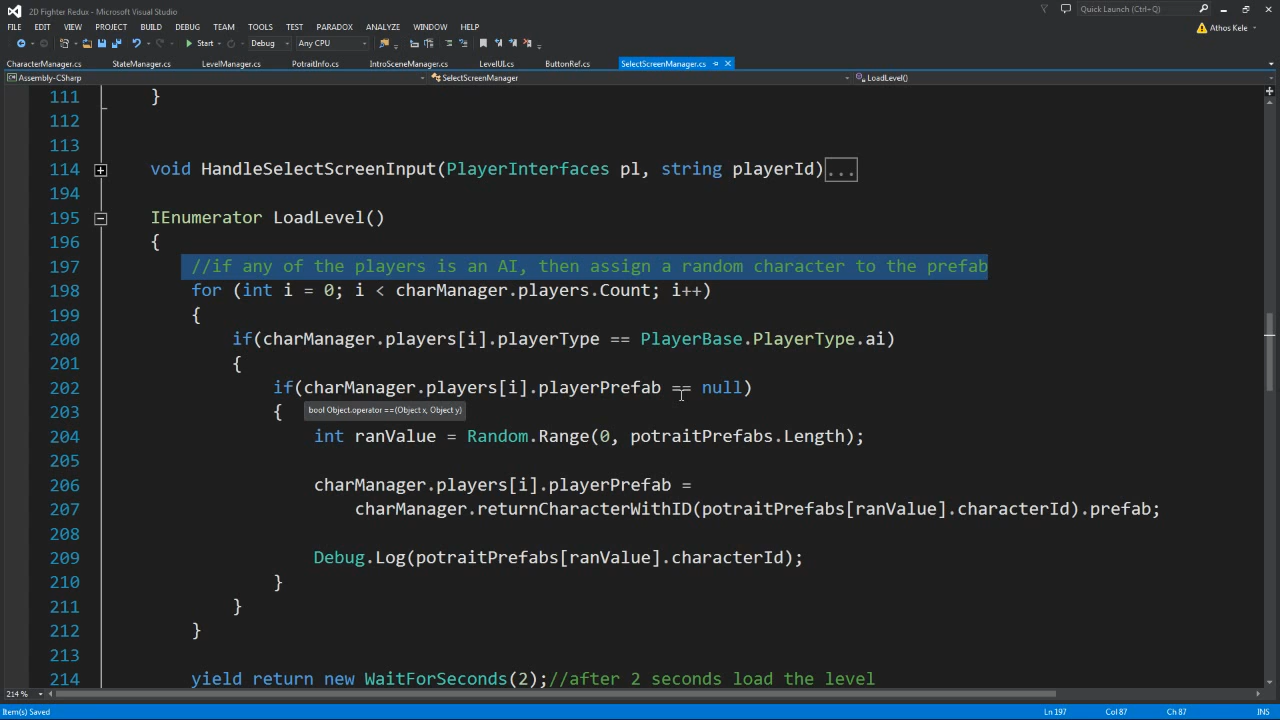 2D Fighter Redux - Microsoft Visual Studio
Quick Launch (Ctrl+Q)
FILE EDIT VIEW PROJECT BUILD DEBUG TEAM TOOLS TEST PARADOX ANALYZE WINDOW HELP
Athos Kele
Start Debug Any CPU
CharacterManager.cs StateManager.cs LevelManager.cs PotraitInfo.cs IntroSceneManager.cs LevelUI.cs ButtonRef.cs SelectScreenManager.cs
Assembly-CSharp SelectScreenManager LoadLevel()
111 }
112
113
114 void HandleSelectScreenInput(PlayerInterfaces pl, string playerId)...
194
195 IEnumerator LoadLevel()
196 {
197 //if any of the players is an AI, then assign a random character to the prefab
198 for (int i = 0; i < charManager.players.Count; i++)
199 {
200 if(charManager.players[i].playerType == PlayerBase.PlayerType.ai)
201 {
202 if(charManager.players[i].playerPrefab == null)
203 {
bool Object.operator ==(Object x, Object y)
204 int ranValue = Random.Range(0, potraitPrefabs.Length);
205
206 charManager.players[i].playerPrefab =
207 charManager.returnCharacterWithID(potraitPrefabs[ranValue].characterId).prefab;
208
209 Debug.Log(potraitPrefabs[ranValue].characterId);
210 }
211 }
212 }
213
214 yield return new WaitForSeconds(2);//after 2 seconds load the level
214 %
Item(s) Saved Ln 197 Col 87 Ch 87 INS